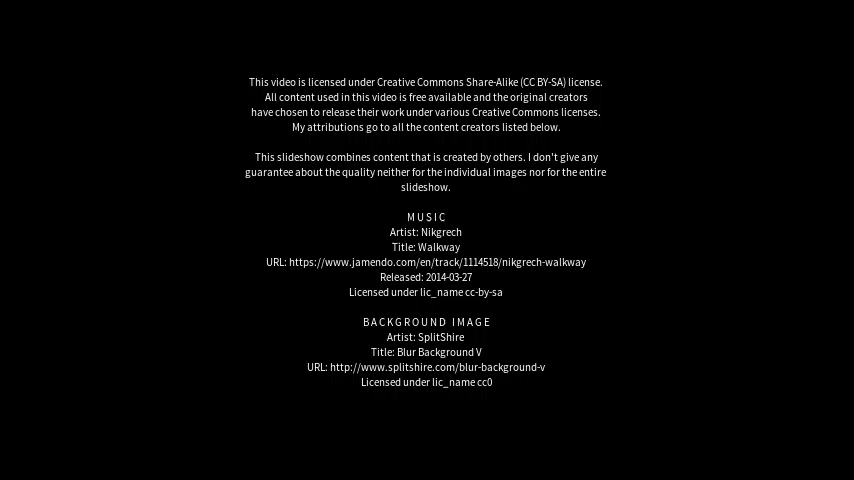 This video is licensed under Creative Commons Share-Alike (CC BY-SA) license.
All content used in this video is free available and the original creators
have chosen to release their work under various Creative Commons licenses.
My attributions go to all the content creators listed below.
This slideshow combines content that is created by others. I don't give any
guarantee about the quality neither for the individual images nor for the entire
slideshow.
MUSIC
Artist: Nikgrech
Title: Walkway
URL: https://www.jamendo.com/en/track/1114518/nikgrech-walkway
Released: 2014-03-27
Licensed under lic_name cc-by-sa
BACKGROUND IMAGE
Artist: SplitShire
Title: Blur Background V
URL: http://www.splitshire.com/blur-background-v
Licensed under lic_name cc0